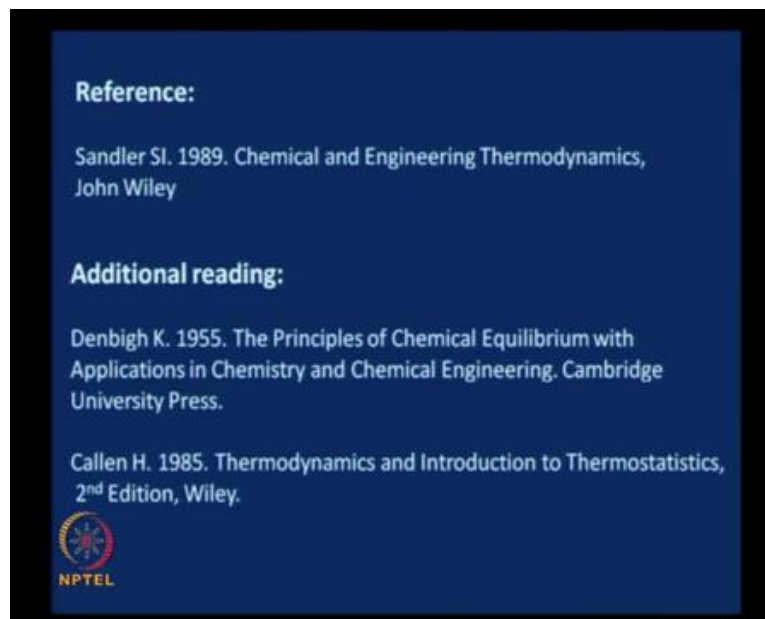 Reference:
Sandler SI. 1989. Chemical and Engineering Thermodynamics,
John Wiley
Additional reading:
Denbigh K. 1955. The Principles of Chemical Equilibrium with
Applications in Chemistry and Chemical Engineering. Cambridge
University Press.
Callen H. 1985. Thermodynamics and Introduction to Thermostatistics,
2nd Edition, Wiley.
NPTEL